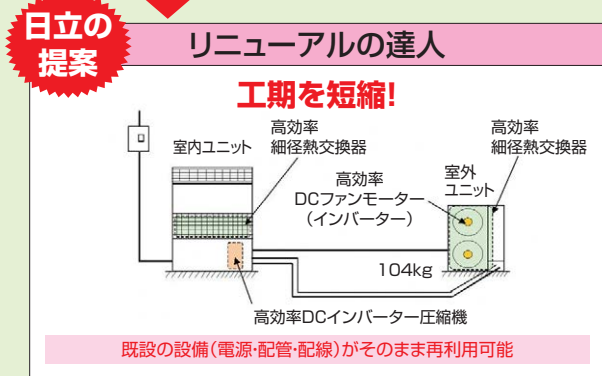 日立の
提案
リニューアルの達人
工期を短縮!
室内ユニット
高効率
細径熱交換器
高効率
DCファンモーター
(インバーター)
室外
ユニット
高効率
細径熱交換器
104kg
高効率DCインバーター圧縮機
既設の設備(電源・配管・配線)がそのまま再利用可能